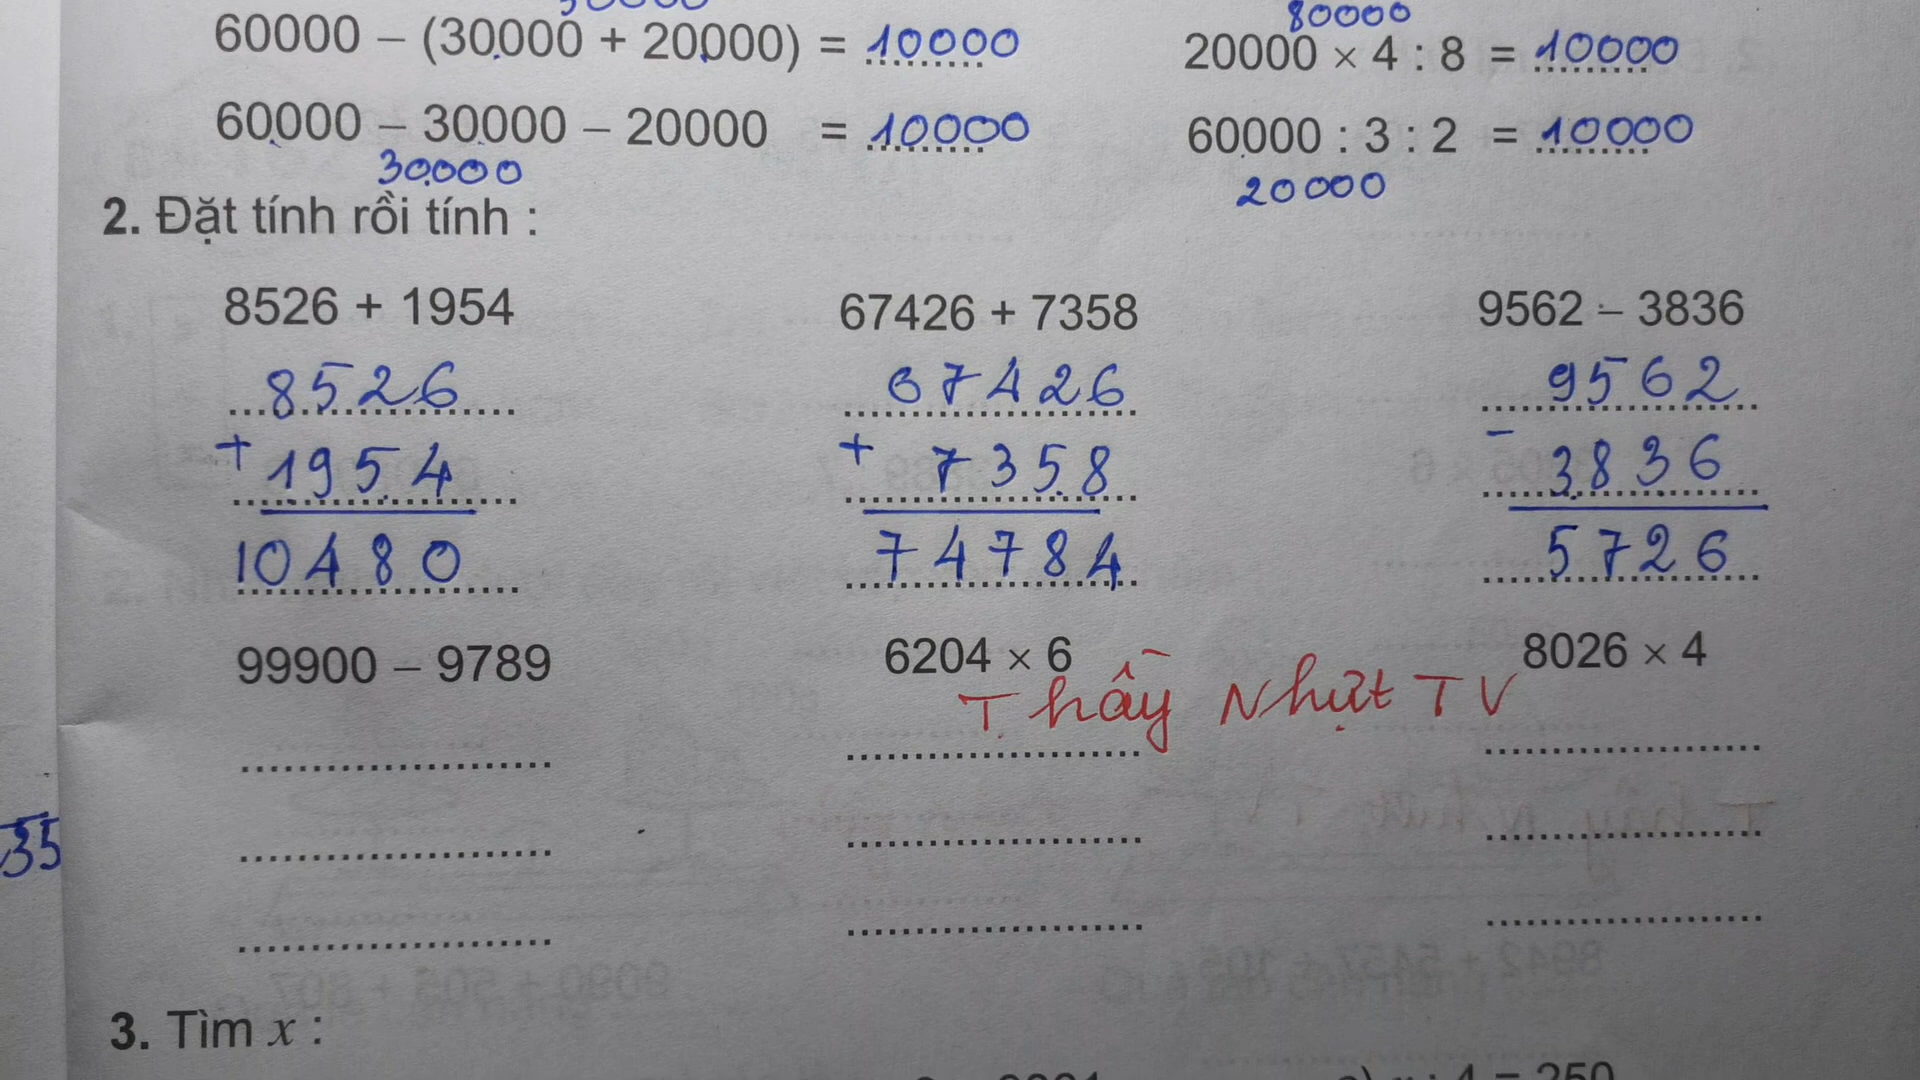 60000 – (30000 + 20000) = 10000
80000
20000 × 4 : 8 = 10000
60000 – 30000 – 20000 = 10000
30000
60000 : 3 : 2 = 10000
20000
2. Đặt tính rồi tính :
8526 + 1954
67426 + 7358
9562 – 3836
8526
+ 1954
10480
67426
+ 7358
74784
9562
- 3836
5726
99900 – 9789
6204 × 6
8026 × 4
Thầy Nhựt TV
35
3. Tìm x :